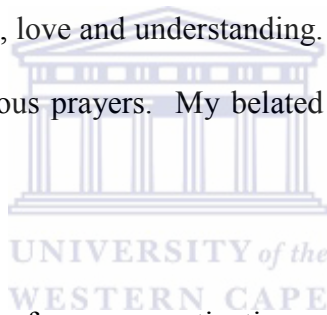 , love and understanding.
ous prayers. My belated
UNIVERSITY of the
WESTERN CAPE